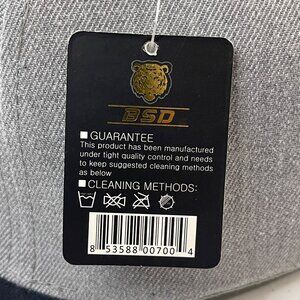 BSD
GUARANTEE
This product has been manufactured
under tight quality control and needs
to keep suggested cleaning methods
as below
CLEANING METHODS:
8 53588 00700 4